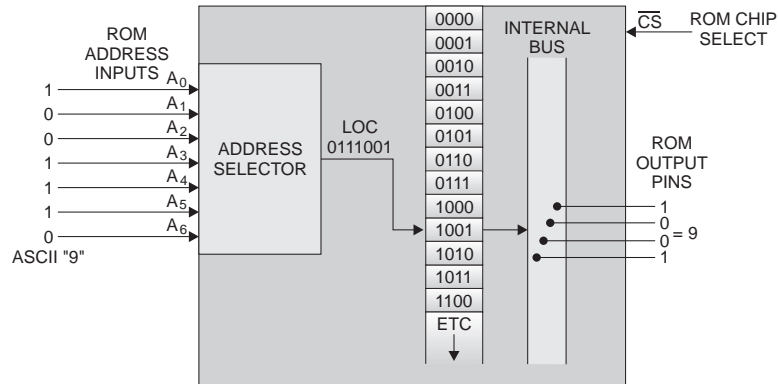 ROM
ADDRESS
INPUTS
1 A0
0 A1
0 A2
1 A3
1 A4
1 A5
0 A6
ASCII "9"
ADDRESS
SELECTOR
LOC
0111001
0000
0001
0010
0011
0100
0101
0110
0111
1000
1001
1010
1011
1100
ETC
INTERNAL
BUS
CS
ROM CHIP
SELECT
ROM
OUTPUT
PINS
1
0
0 = 9
1